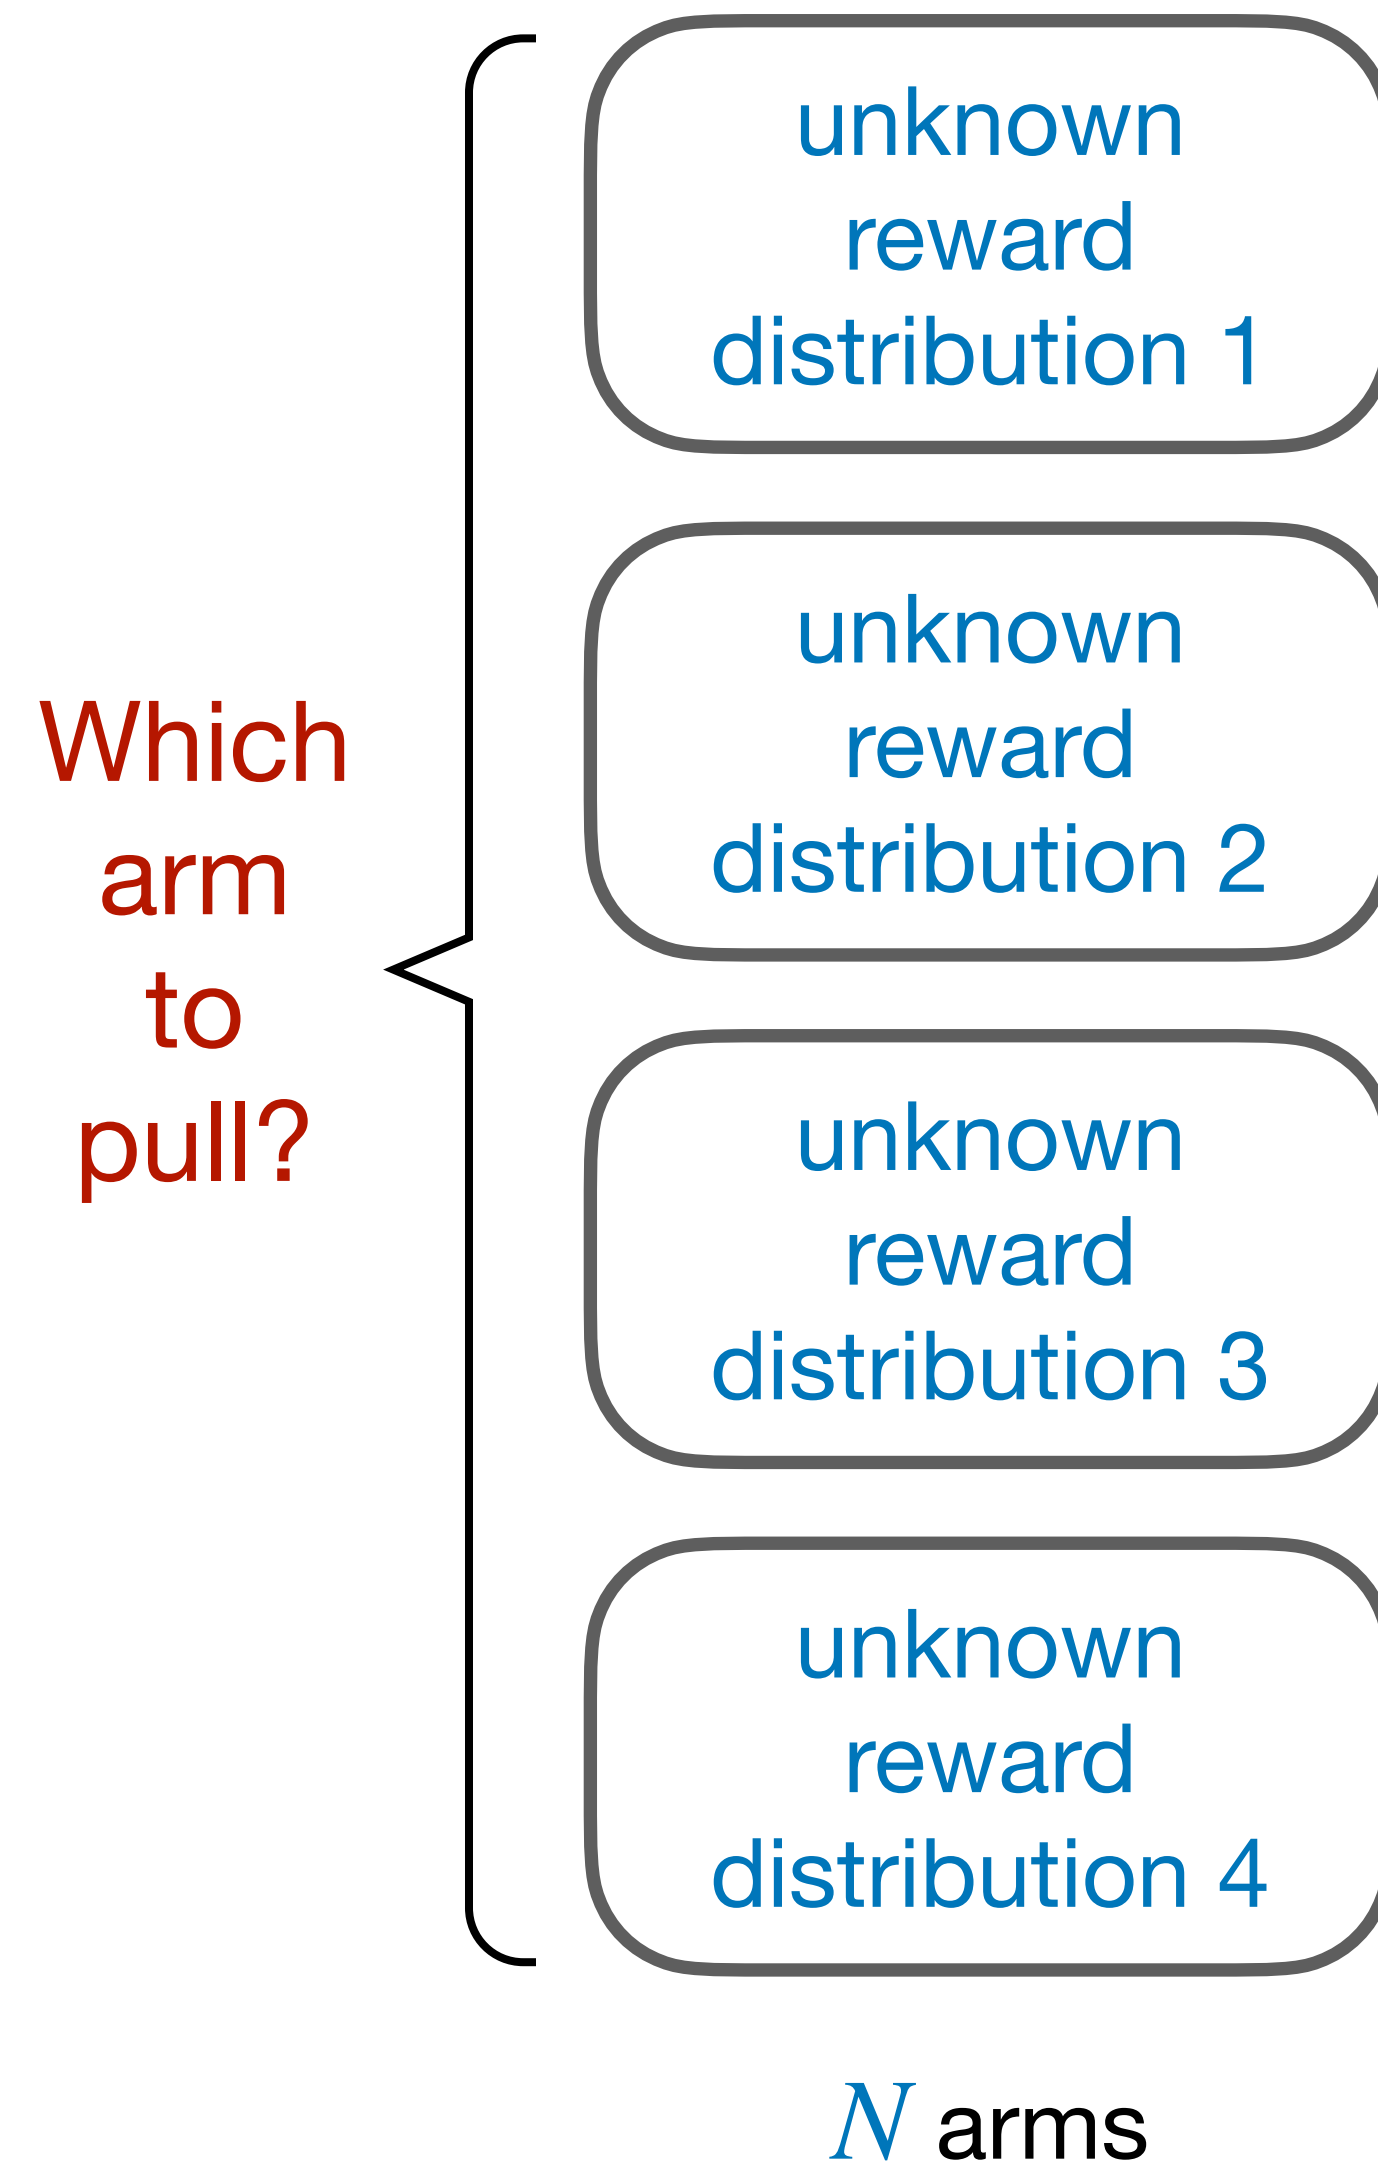 unknown
reward
distribution 1
unknown
reward
distribution 2
Which
arm
to
pull?
unknown
reward
distribution 3
unknown
reward
distribution 4
N arms